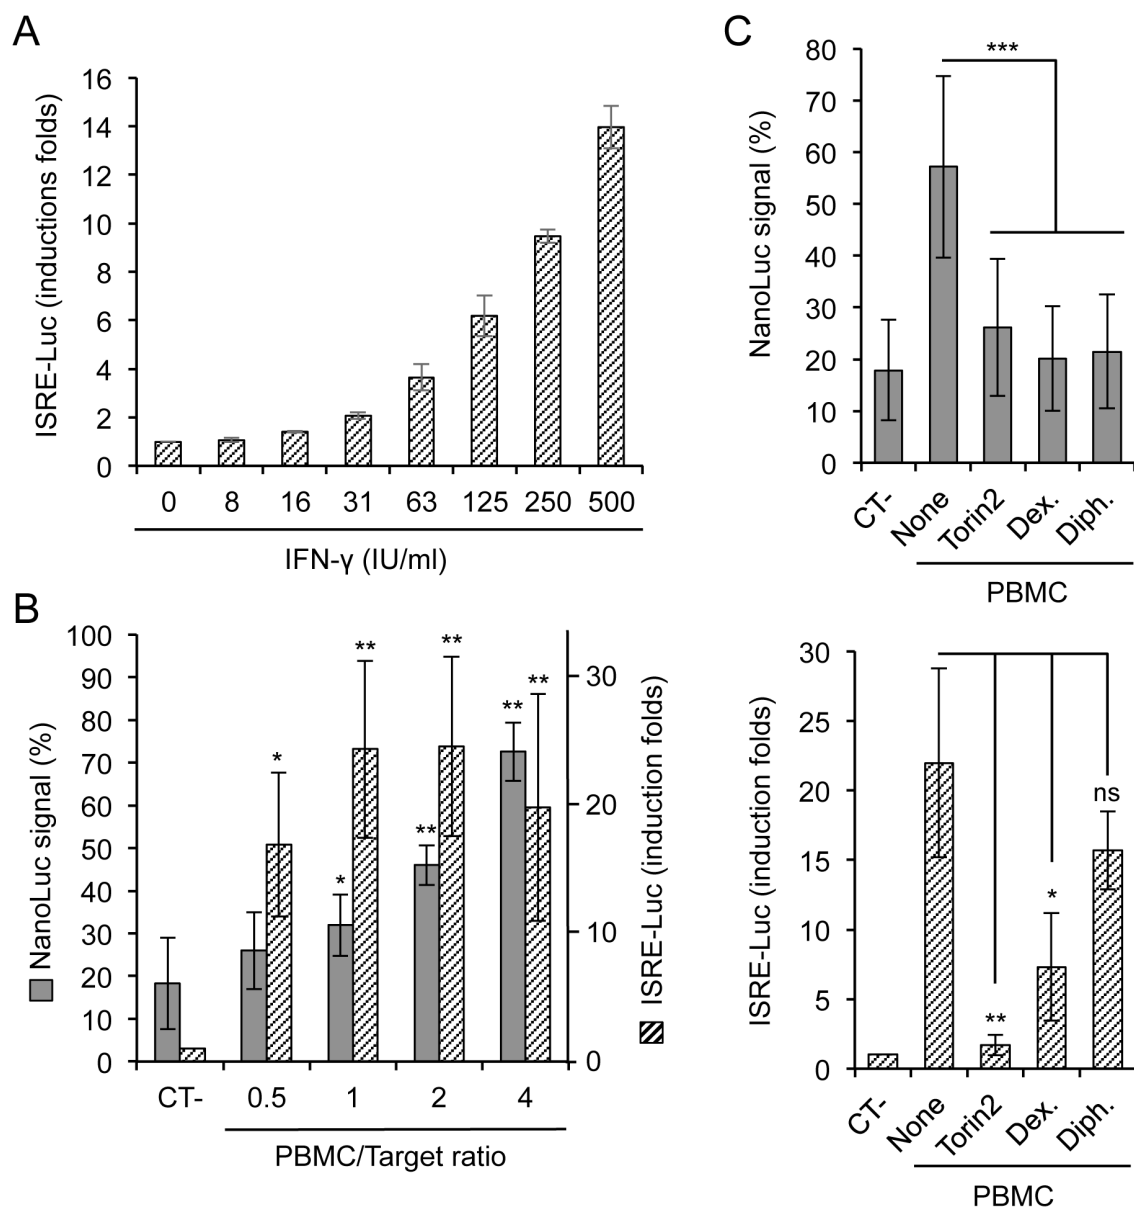 A
ISRE-Luc (inductions folds)
16
14
12
10
8
6
4
2
0
0 8 16 31 63 125 250 500
IFN-γ (IU/ml)
B
NanoLuc signal (%)
100
90
80
70
60
50
40
30
20
10
0
* * ** ** ** ** **
30
20
10
0
ISRE-Luc (induction folds)
CT- 0.5 1 2 4
PBMC/Target ratio
C
NanoLuc signal (%)
80
70
60
50
40
30
20
10
0
***
CT- None Torin2 Dex. Diph.
PBMC
ISRE-Luc (induction folds)
30
25
20
15
10
5
0
** * ns
CT- None Torin2 Dex. Diph.
PBMC